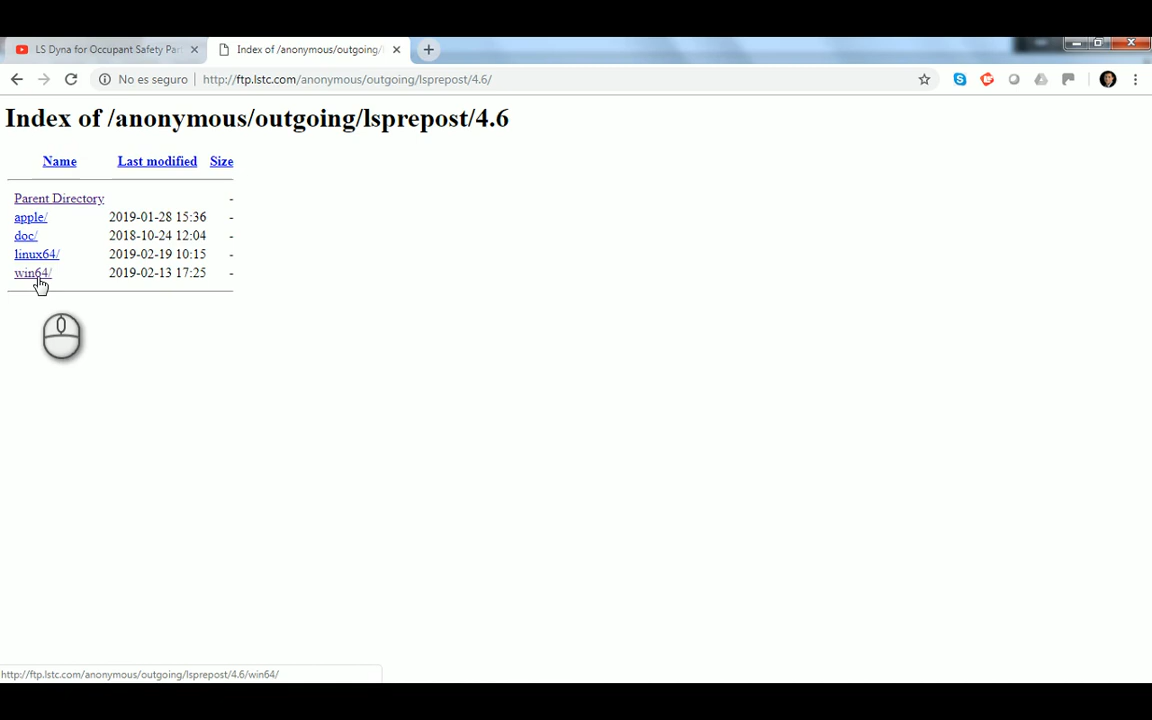 LS Dyna for Occupant Safety Par
Index of /anonymous/outgoing/l
No es seguro
http://ftp.lstc.com/anonymous/outgoing/lsprepost/4.6/
Index of /anonymous/outgoing/lsprepost/4.6
Name Last modified Size
Parent Directory -
apple/ 2019-01-28 15:36 -
doc/ 2018-10-24 12:04 -
linux64/ 2019-02-19 10:15 -
win64/ 2019-02-13 17:25 -
http://ftp.lstc.com/anonymous/outgoing/lsprepost/4.6/win64/